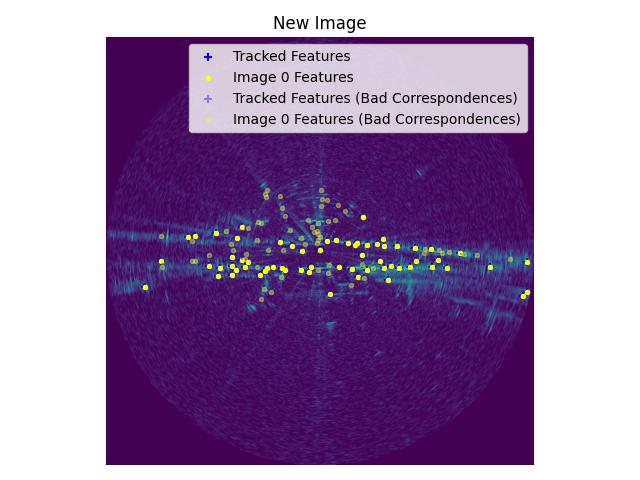 New Image
Tracked Features
Image 0 Features
Tracked Features (Bad Correspondences)
Image 0 Features (Bad Correspondences)